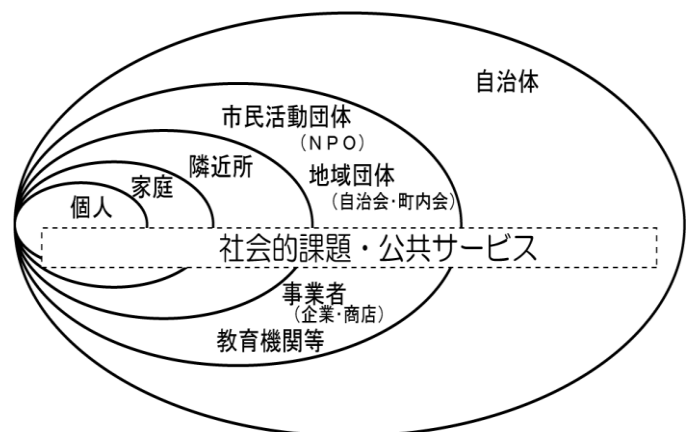 自治体
市民活動団体
（ＮＰＯ）
隣近所
地域団体
家庭
（自治会・町内会）
個人
社会的課題・公共サービス
事業者
（企業・商店）
教育機関等